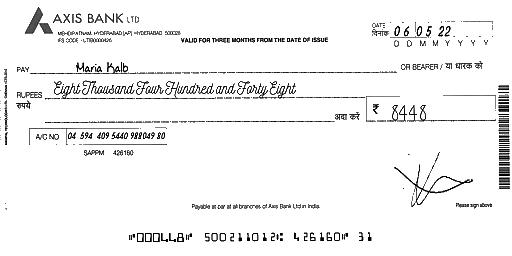 AXIS BANK LTD
MEHDIPATNAM, HYDERABAD [AP] HYDERABAD 500028
IFS CODE - UTIB0000426
VALID FOR THREE MONTHS FROM THE DATE OF ISSUE
DATE
दिनांक 06 05 22
D D M M Y Y Y Y
PAY Maria Kalb OR BEARER / या धारक को
RUPEES Eight Thousand Four Hundred and Forty Eight
रुपये अदा करें ₹ 8448
A/C NO 04 594 409 5440 988049 80
SAPPM 426160
Payable at par at all branches of Axis Bank Ltd in India.
Please sign above
"000448" 500211012: 426160" 31